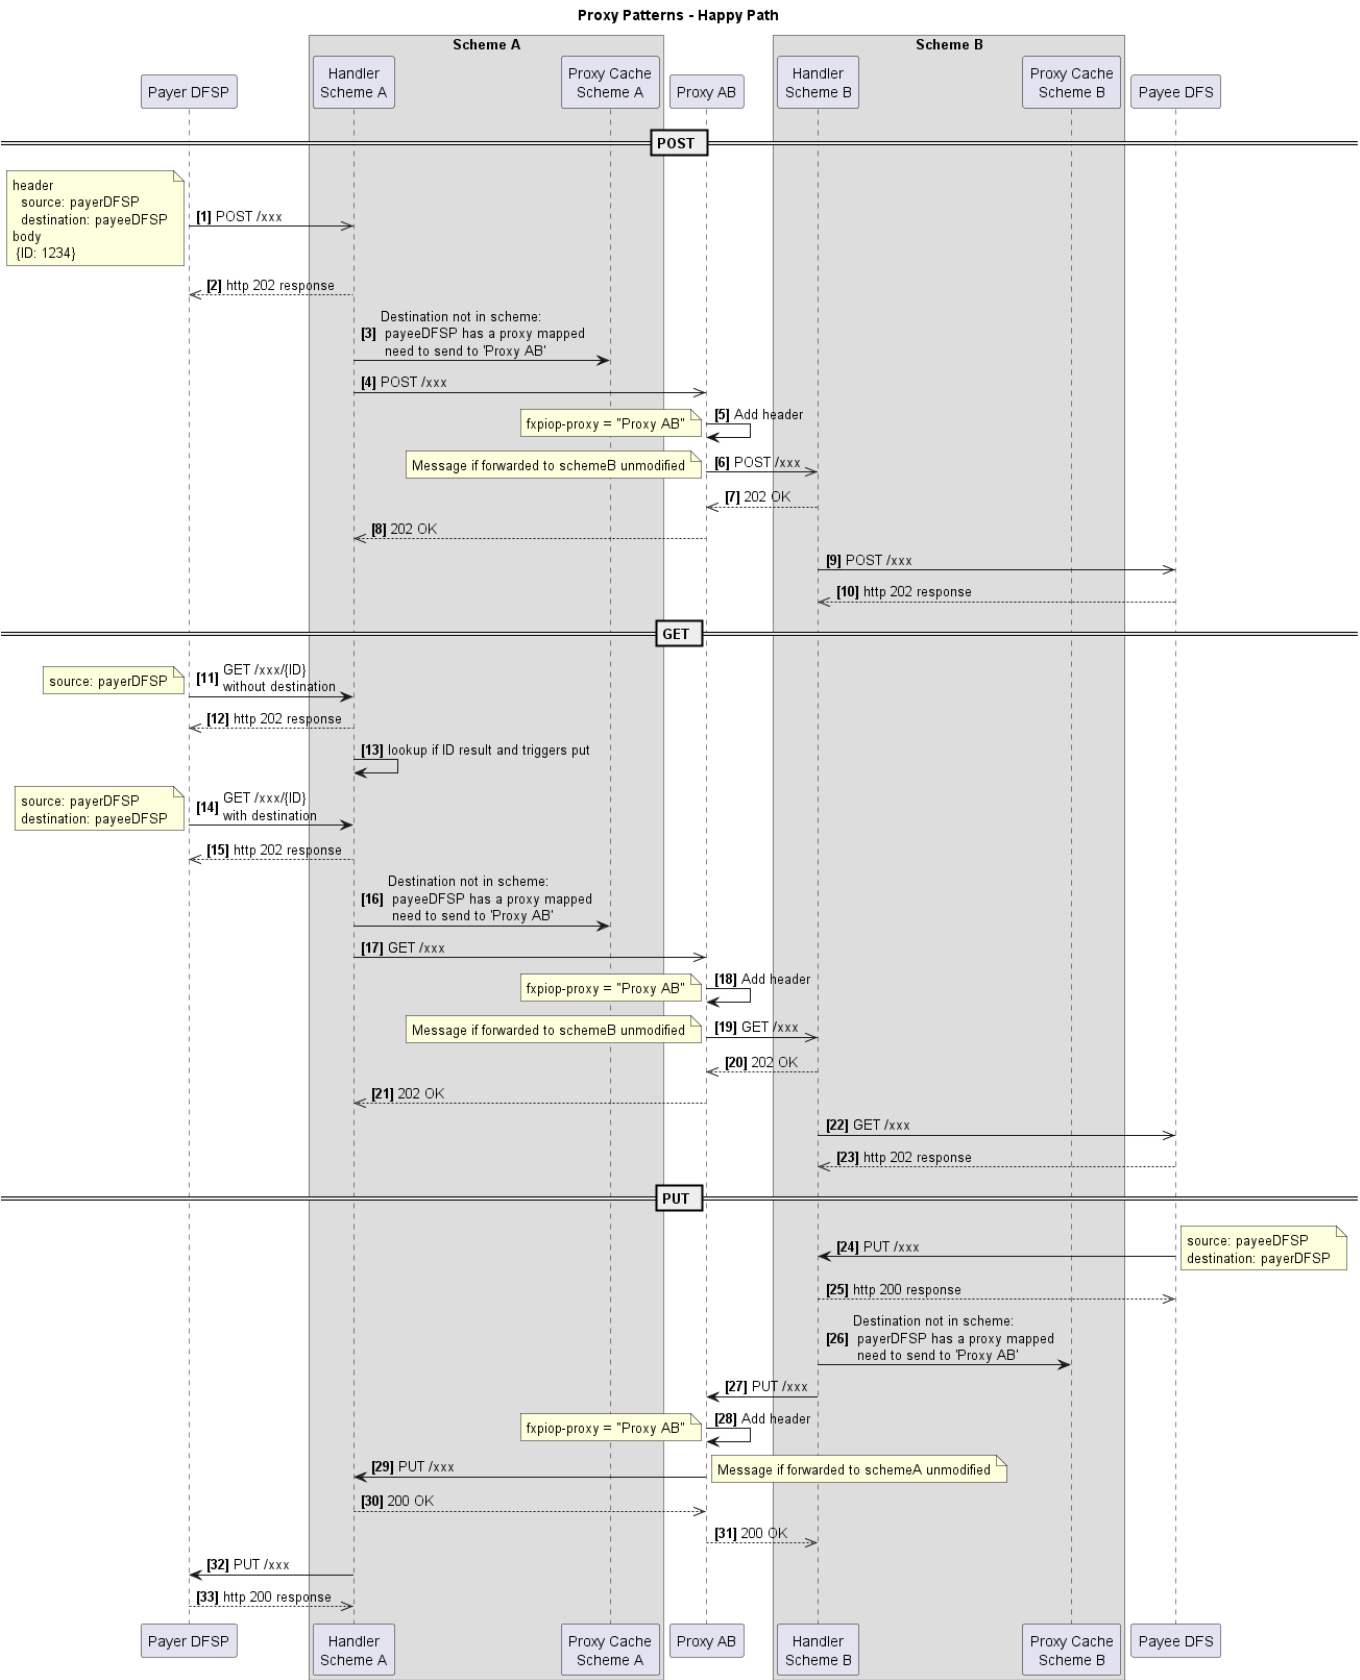 Proxy Patterns - Happy Path
Scheme A
Scheme B
Payer DFSP
Handler
Scheme A
Proxy Cache
Scheme A
Proxy AB
Handler
Scheme B
Proxy Cache
Scheme B
Payee DFS
POST
header
source: payerDFSP
destination: payeeDFSP
body
{ID: 1234}
[1] POST /xxx
[2] http 202 response
Destination not in scheme:
[3] payeeDFSP has a proxy mapped
need to send to 'Proxy AB'
[4] POST /xxx
fxpiop-proxy = "Proxy AB"
[5] Add header
Message if forwarded to schemeB unmodified
[6] POST /xxx
[7] 202 OK
[8] 202 OK
[9] POST /xxx
[10] http 202 response
GET
source: payerDFSP
[11] GET /xxx/{ID}
without destination
[12] http 202 response
[13] lookup if ID result and triggers put
source: payerDFSP
destination: payeeDFSP
[14] GET /xxx/{ID}
with destination
[15] http 202 response
Destination not in scheme:
[16] payeeDFSP has a proxy mapped
need to send to 'Proxy AB'
[17] GET /xxx
fxpiop-proxy = "Proxy AB"
[18] Add header
Message if forwarded to schemeB unmodified
[19] GET /xxx
[20] 202 OK
[21] 202 OK
[22] GET /xxx
[23] http 202 response
PUT
[24] PUT /xxx
source: payeeDFSP
destination: payerDFSP
[25] http 200 response
Destination not in scheme:
[26] payerDFSP has a proxy mapped
need to send to 'Proxy AB'
[27] PUT /xxx
fxpiop-proxy = "Proxy AB"
[28] Add header
[29] PUT /xxx
Message if forwarded to schemeA unmodified
[30] 200 OK
[31] 200 OK
[32] PUT /xxx
[33] http 200 response
Payer DFSP
Handler
Scheme A
Proxy Cache
Scheme A
Proxy AB
Handler
Scheme B
Proxy Cache
Scheme B
Payee DFS